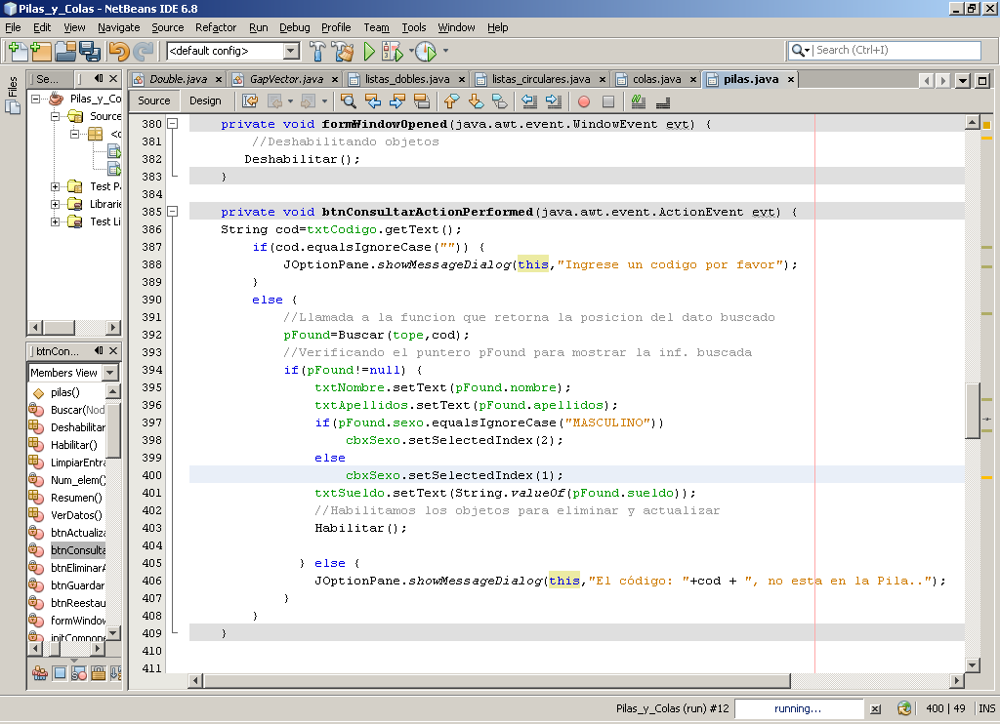 Pilas_y_Colas - NetBeans IDE 6.8
File Edit View Navigate Source Refactor Run Debug Profile Team Tools Window Help
<default config> Search (Ctrl+I)
Files
Se...
Double.java GapVector.java listas_dobles.java listas_circulares.java colas.java pilas.java
Source Design
Pilas_y_Co
Source
Test Pa
Librarie
Test Li
380 private void formWindowOpened(java.awt.event.WindowEvent evt) {
381 //Deshabilitando objetos
382 Deshabilitar();
383 }
384
385 private void btnConsultarActionPerformed(java.awt.event.ActionEvent evt) {
386 String cod=txtCodigo.getText();
387 if(cod.equalsIgnoreCase("")) {
388 JOptionPane.showMessageDialog(this,"Ingrese un codigo por favor");
389 }
390 else {
391 //Llamada a la funcion que retorna la posicion del dato buscado
392 pFound=Buscar(tope,cod);
393 //Verificando el puntero pFound para mostrar la inf. buscada
394 if(pFound!=null) {
395 txtNombre.setText(pFound.nombre);
396 txtApellidos.setText(pFound.apellidos);
397 if(pFound.sexo.equalsIgnoreCase("MASCULINO"))
398 cbxSexo.setSelectedIndex(2);
399 else
400 cbxSexo.setSelectedIndex(1);
401 txtSueldo.setText(String.valueOf(pFound.sueldo));
402 //Habilitamos los objetos para eliminar y actualizar
403 Habilitar();
404
405 } else {
406 JOptionPane.showMessageDialog(this,"El código: "+cod + ", no esta en la Pila..");
407 }
408 }
409 }
410
411
btnCon...
Members View
pilas()
Buscar(Nod
Deshabilitar
Habilitar()
LimpiarEntra
Num_elem()
Resumen()
VerDatos()
btnActualiza
btnConsulta
btnEliminarA
btnGuardar
btnReestau
formWindow
initCompone
Pilas_y_Colas (run) #12 running... 400 | 49 INS